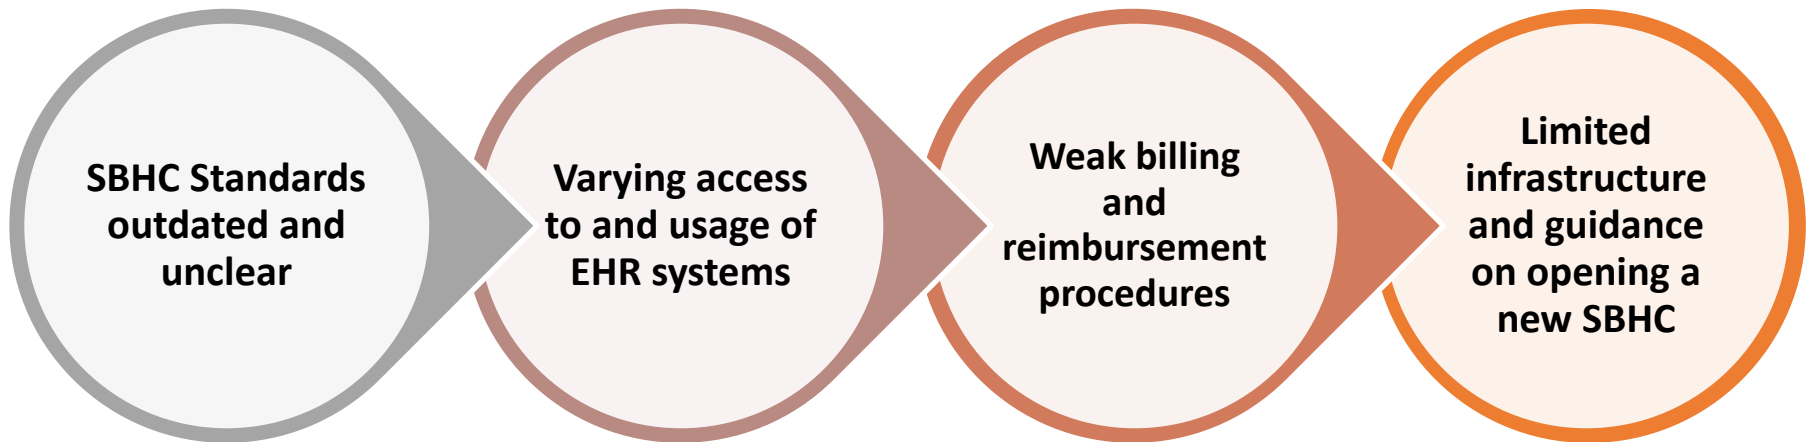 SBHC Standards
outdated and
unclear
Varying access
to and usage of
EHR systems
Weak billing
and
reimbursement
procedures
Limited
infrastructure
and guidance
on opening a
new SBHC